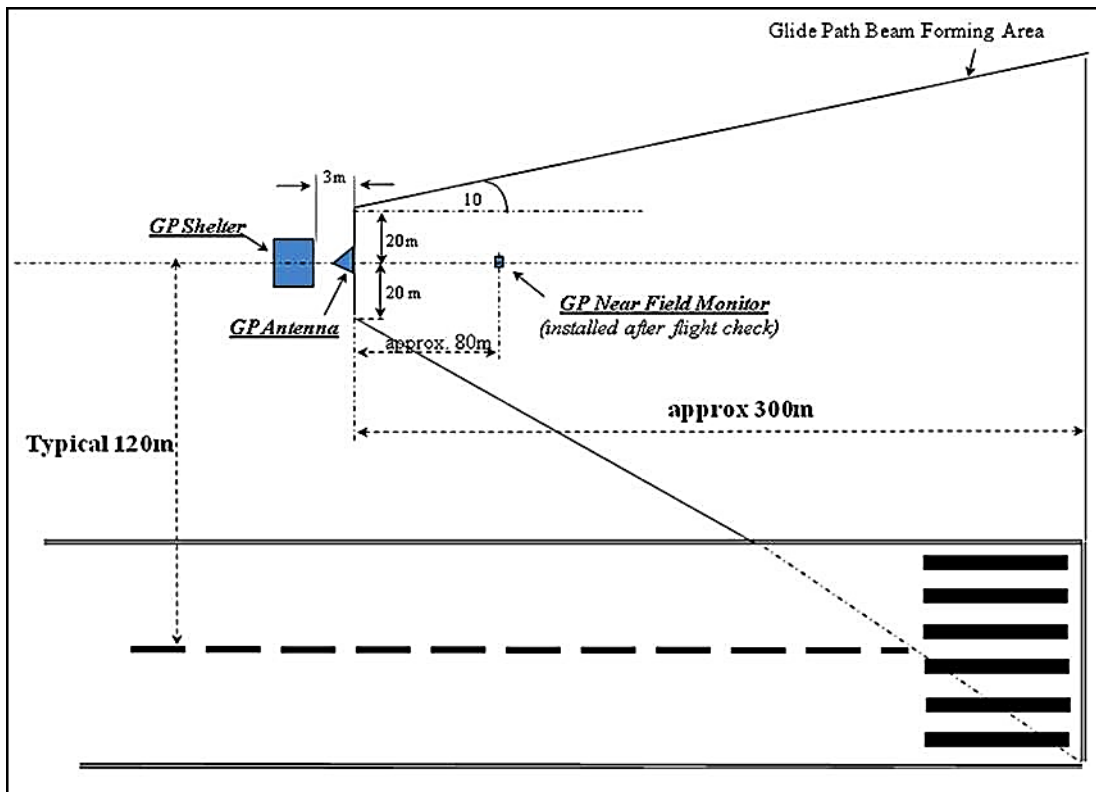 Glide Path Beam Forming Area
3m
10
GP Shelter
20m
20 m
GP Antenna
GP Near Field Monitor
(installed after flight check)
approx. 80m
approx 300m
Typical 120m